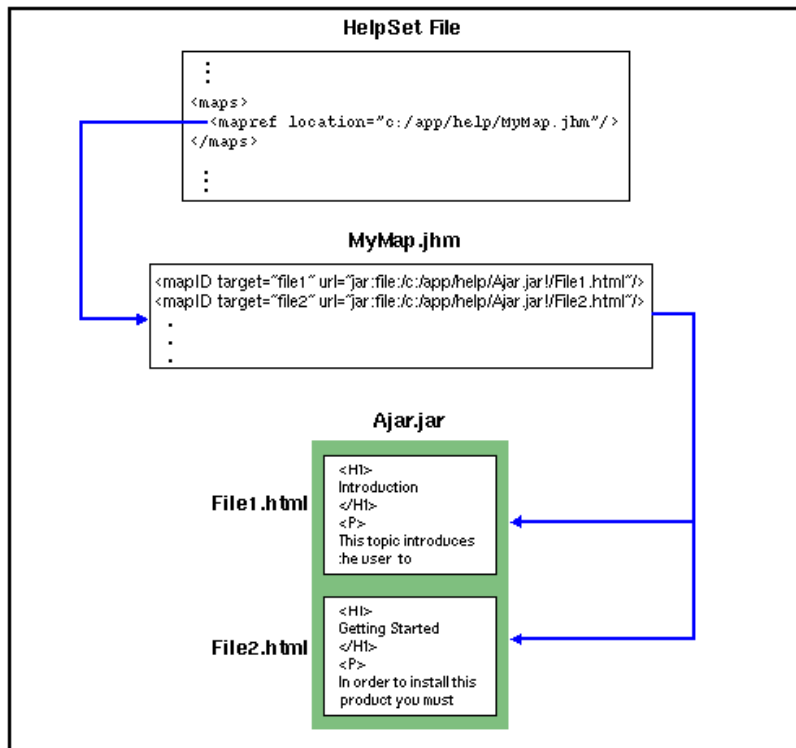 HelpSet File
<maps>
<mapref location="c:/app/help/MyMap.jhm"/>
</maps>
MyMap.jhm
<mapID target="file1" url="jar:file:/c:/app/help/Ajar.jar!/File1.html"/>
<mapID target="file2" url="jar:file:/c:/app/help/Ajar.jar!/File2.html"/>
Ajar.jar
File1.html
<H1>
Introduction
</H1>
<P>
This topic introduces
the user to
File2.html
<H1>
Getting Started
</H1>
<P>
In order to install this
product you must